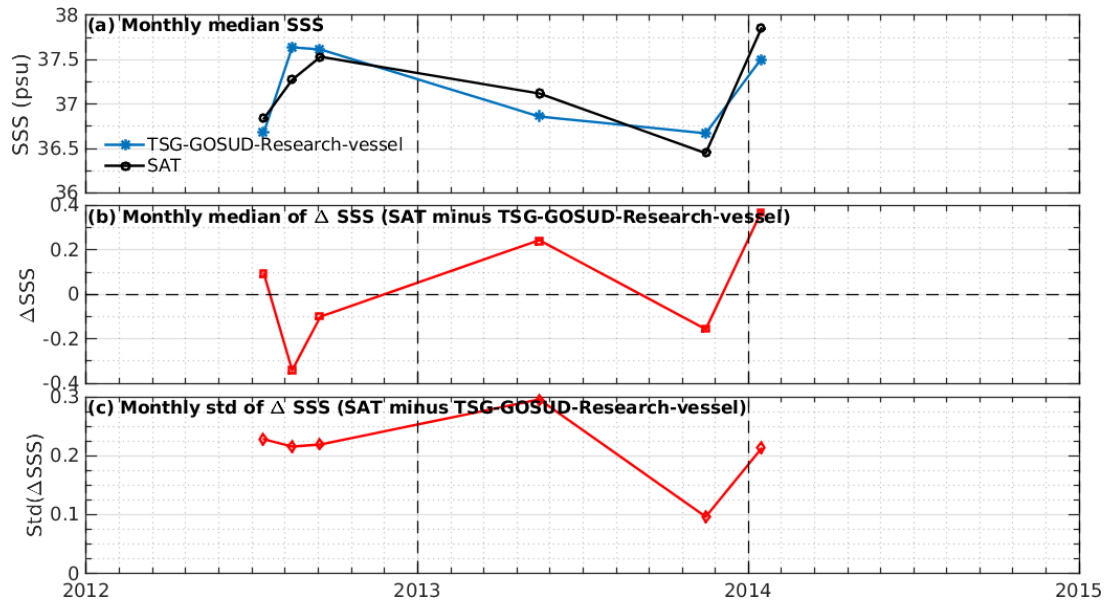 (a) Monthly median SSS
SSS (psu)
38
37.5
37
36.5
36
TSG-GOSUD-Research-vessel
SAT
(b) Monthly median of Δ SSS (SAT minus TSG-GOSUD-Research-vessel)
ΔSSS
0.4
0.2
0
-0.2
-0.4
(c) Monthly std of Δ SSS (SAT minus TSG-GOSUD-Research-vessel)
Std(ΔSSS)
0.3
0.2
0.1
0
2012 2013 2014 2015